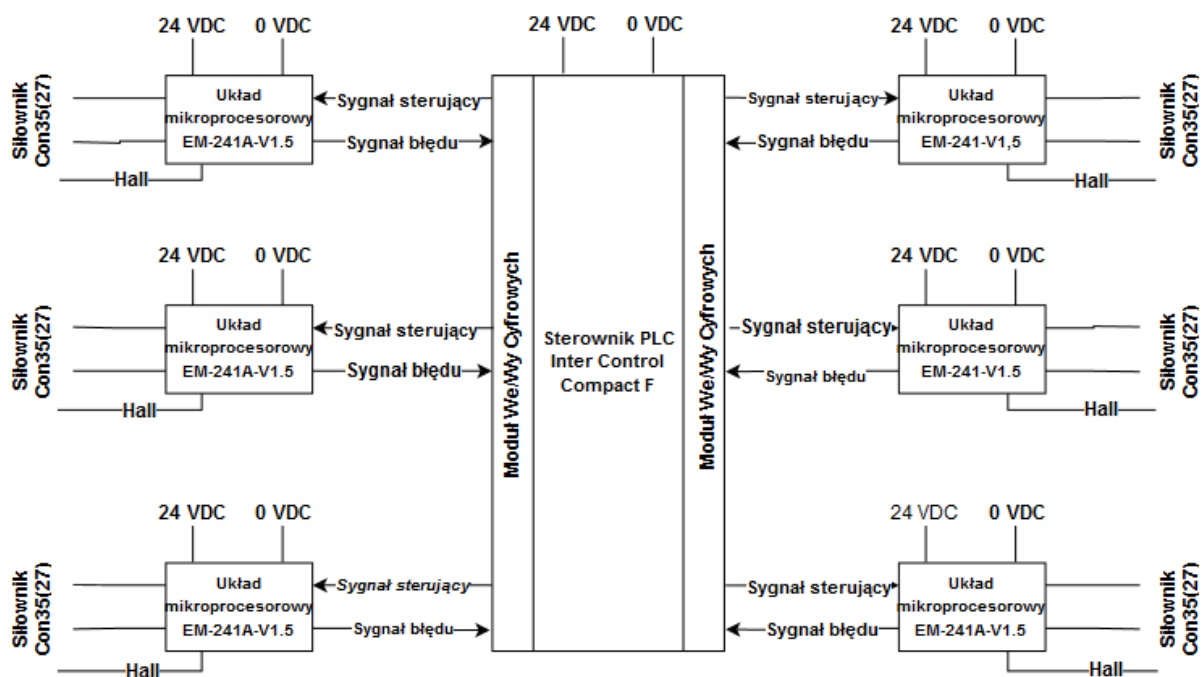 24 VDC
0 VDC
Siłownik
Con35(27)
Układ
mikroprocesorowy
EM-241A-V1.5
Sygnał sterujący
Sygnał błędu
Hall
24 VDC
0 VDC
Siłownik
Con35(27)
Układ
mikroprocesorowy
EM-241A-V1.5
Sygnał sterujący
Sygnał błędu
Hall
24 VDC
0 VDC
Siłownik
Con35(27)
Układ
mikroprocesorowy
EM-241A-V1.5
Sygnał sterujący
Sygnał błędu
Hall
24 VDC
0 VDC
Moduł We/Wy Cyfrowych
Sterownik PLC
Inter Control
Compact F
Moduł We/Wy Cyfrowych
24 VDC
0 VDC
Sygnał sterujący
Sygnał błędu
Układ
mikroprocesorowy
EM-241-V1,5
Siłownik
Con35(27)
Hall
24 VDC
0 VDC
Sygnał sterujący
Sygnał błędu
Układ
mikroprocesorowy
EM-241-V1.5
Siłownik
Con35(27)
Hall
24 VDC
0 VDC
Sygnał sterujący
Sygnał błędu
Układ
mikroprocesorowy
EM-241A-V1.5
Siłownik
Con35(27)
Hall